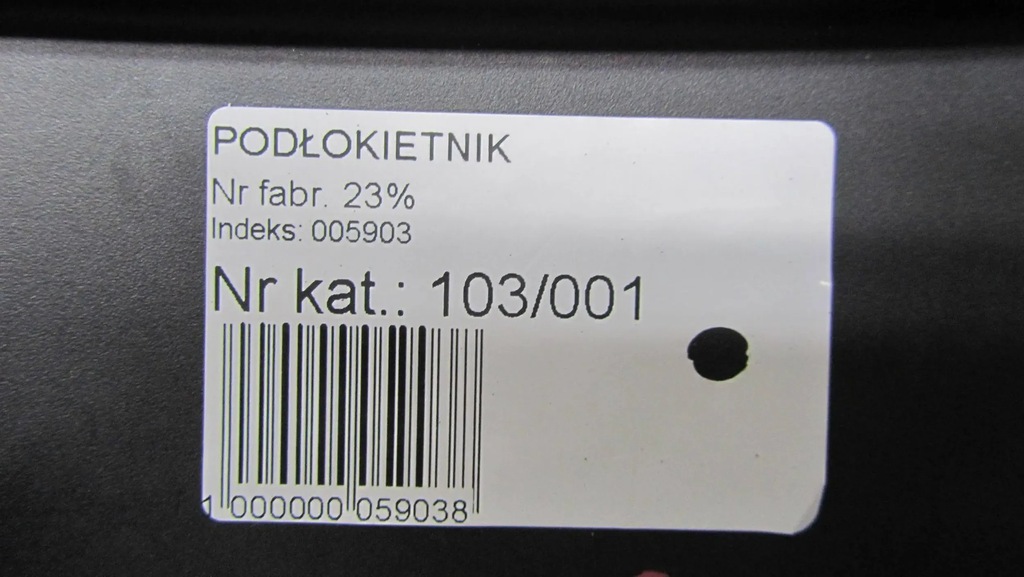 PODŁOKIETNIK
Nr fabr. 23%
Indeks: 005903
Nr kat.: 103/001
1 000000 059038